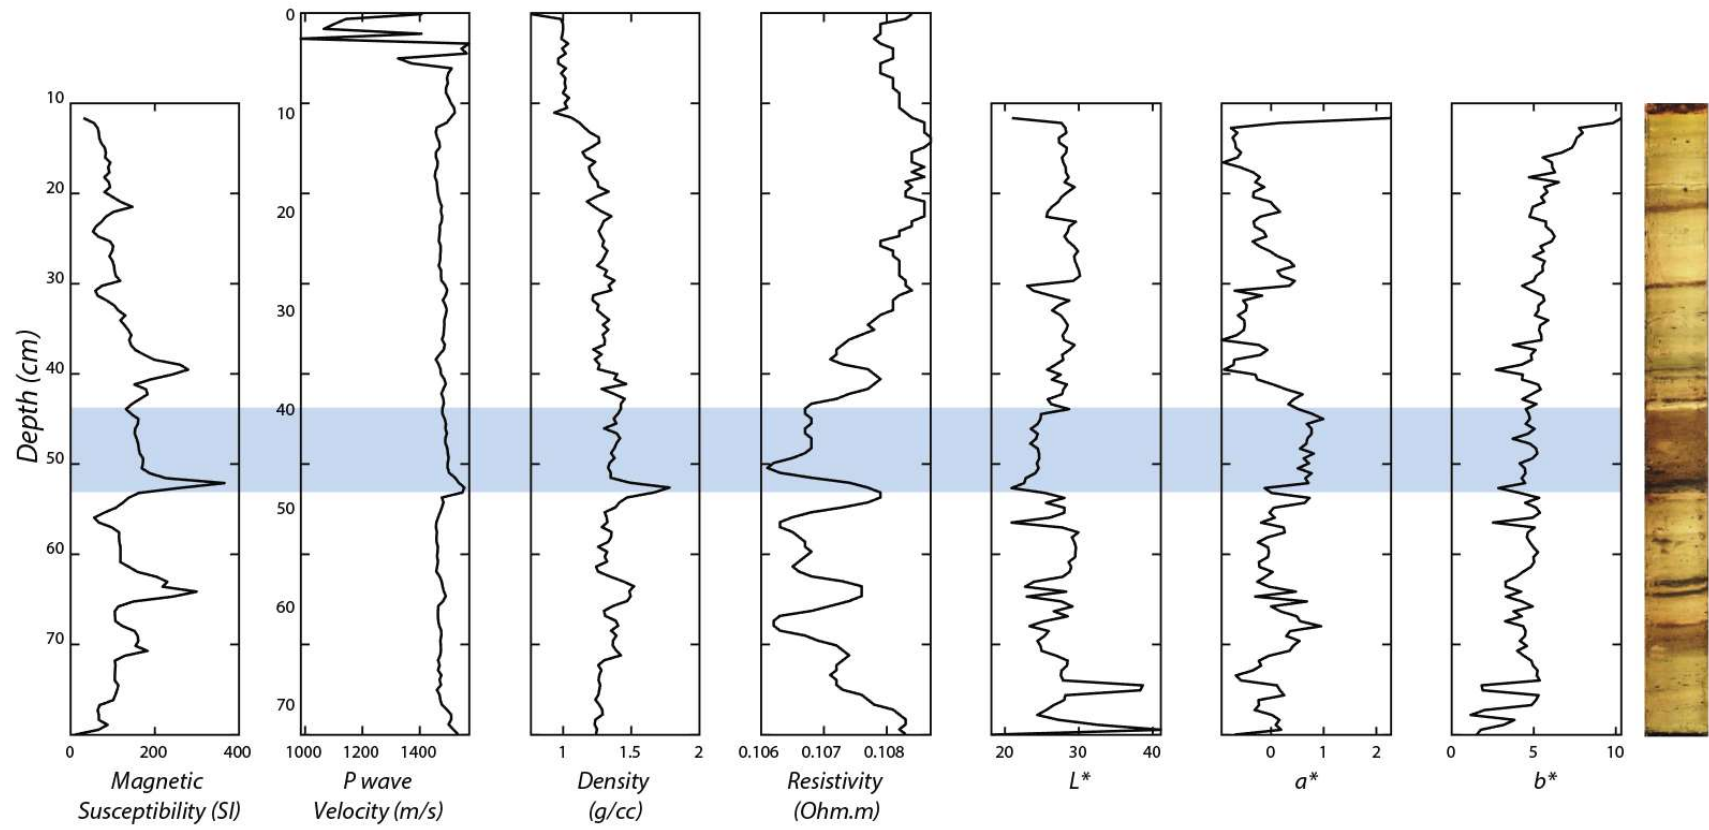 0
10
20
30
40
50
60
70
Depth (cm)
10
20
30
40
50
60
70
0 200 400
1000 1200 1400
1 1.5 2
0.106 0.107 0.108
20 30 40
0 1 2
0 5 10
Magnetic
Susceptibility (SI)
P wave
Velocity (m/s)
Density
(g/cc)
Resistivity
(Ohm.m)
L*
a*
b*